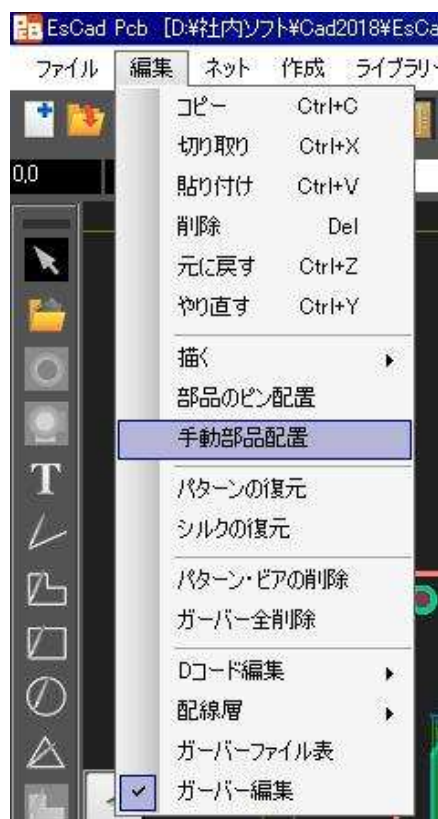 EsCad Pcb [D:¥社内ソフト¥Cad2018¥EsCa
ファイル 編集 ネット 作成 ライブラリー
コピー Ctrl+C
切り取り Ctrl+X
0,0
貼り付け Ctrl+V
削除 Del
元に戻す Ctrl+Z
やり直す Ctrl+Y
描く
部品のピン配置
手動部品配置
T
パターンの復元
シルクの復元
パターン・ビアの削除
ガーバー全削除
Dコード編集
配線層
ガーバーファイル表
ガーバー編集